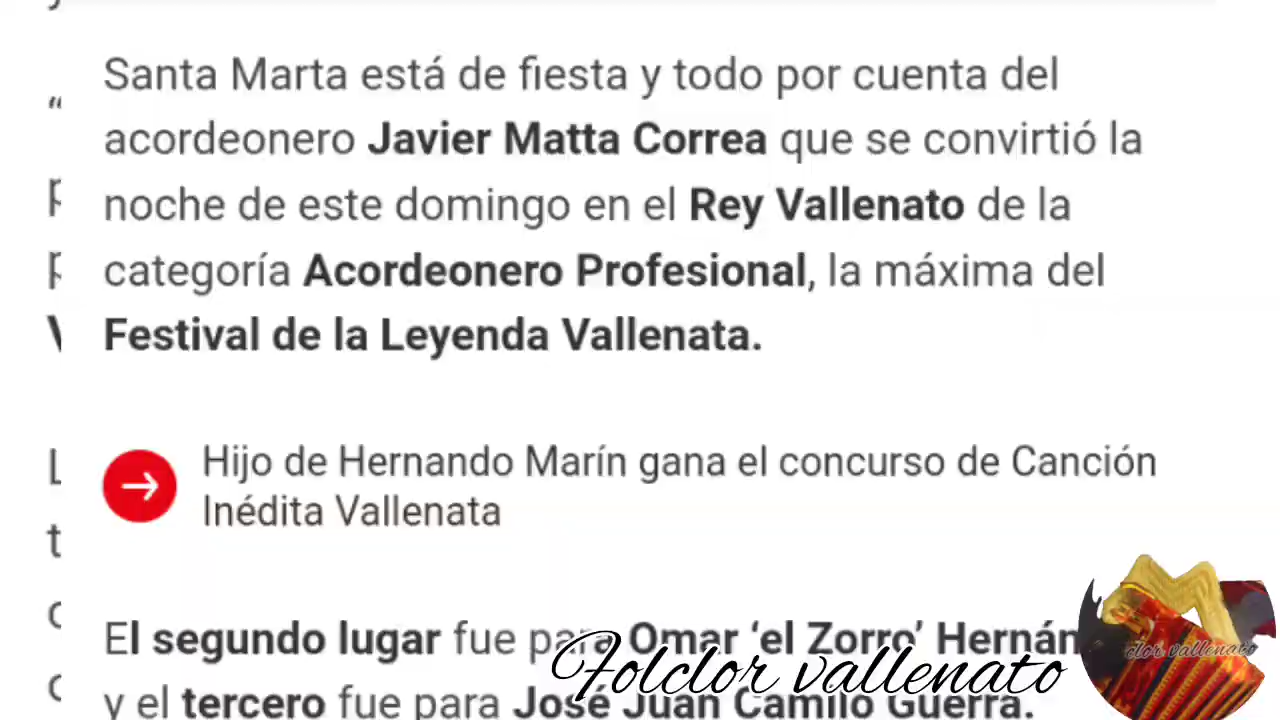 Santa Marta está de fiesta y todo por cuenta del
acordeonero Javier Matta Correa que se convirtió la
noche de este domingo en el Rey Vallenato de la
categoría Acordeonero Profesional, la máxima del
Festival de la Leyenda Vallenata.
Hijo de Hernando Marín gana el concurso de Canción
Inédita Vallenata
El segundo lugar fue para Omar ‘el Zorro’ Hernán
y el tercero fue para José Juan Camilo Guerra.
Folclor vallenato
clor vallenato